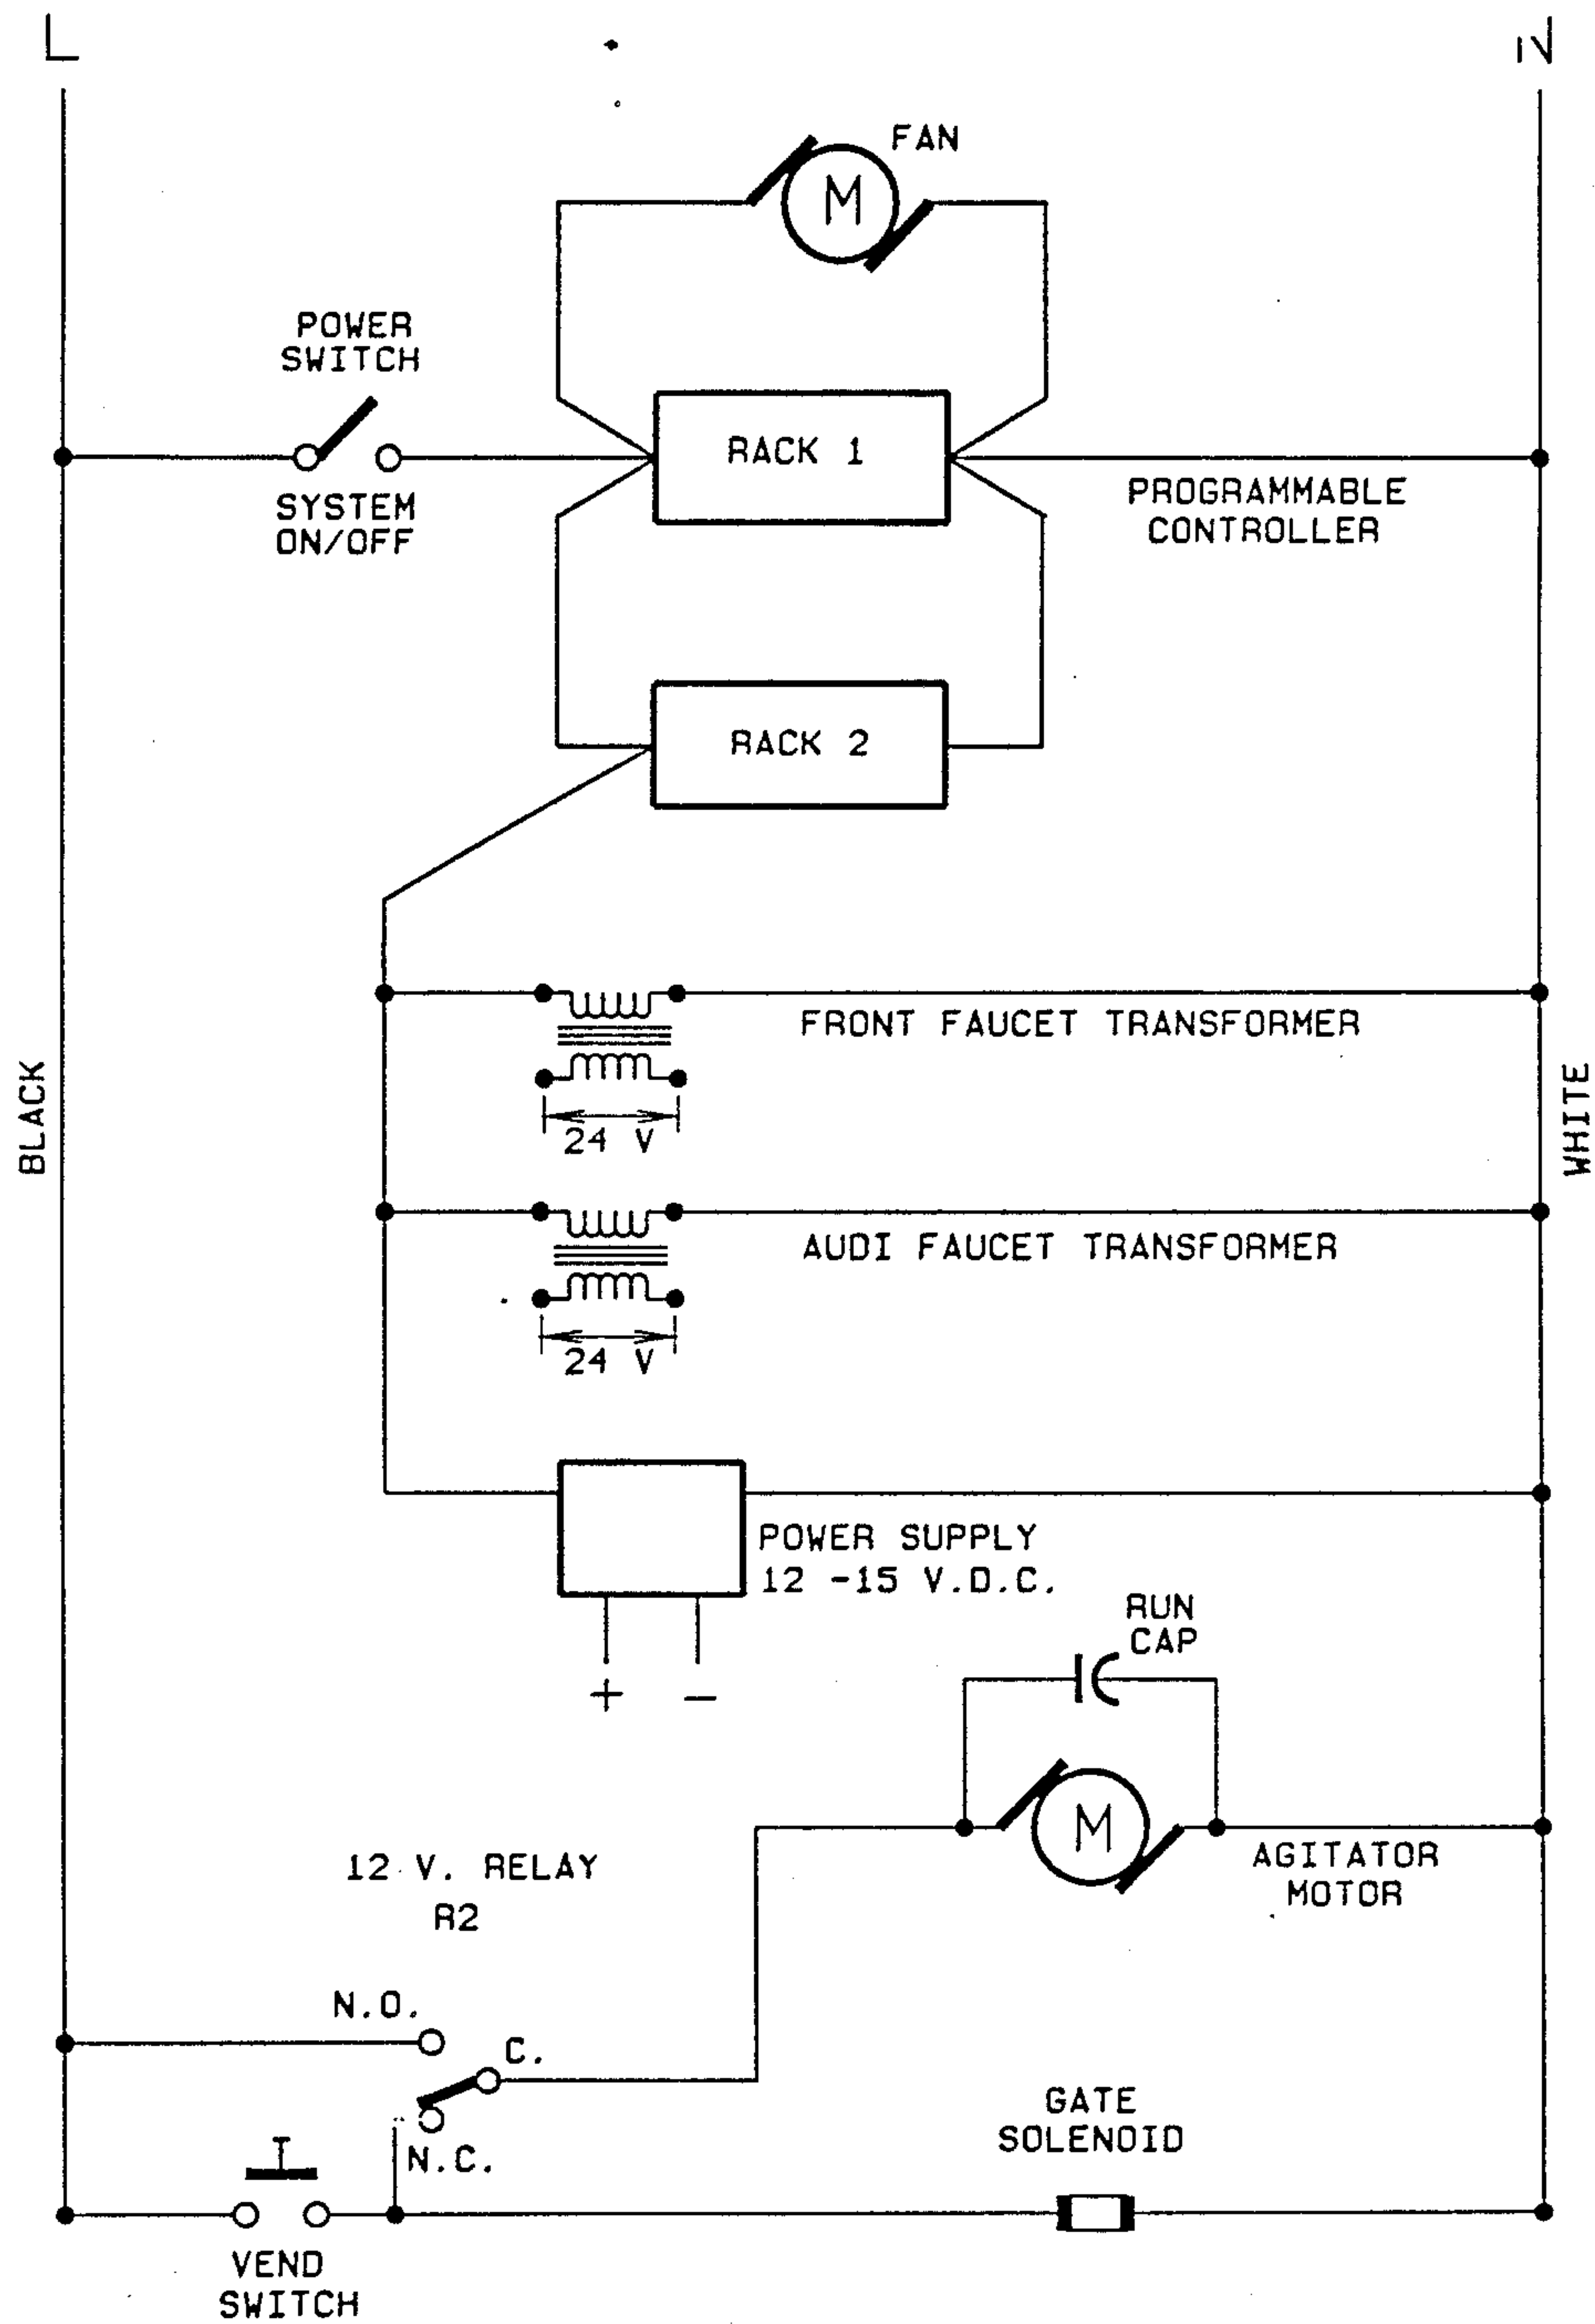 L
N
FAN
M
POWER
SWITCH
RACK 1
SYSTEM
ON/OFF
PROGRAMMABLE
CONTROLLER
RACK 2
FRONT FAUCET TRANSFORMER
BLACK
WHITE
24 V
AUDI FAUCET TRANSFORMER
24 V
POWER SUPPLY
12 -15 V.D.C.
+ -
RUN
CAP
M
AGITATOR
MOTOR
12 V. RELAY
R2
N.O.
C.
N.C.
GATE
SOLENOID
VEND
SWITCH